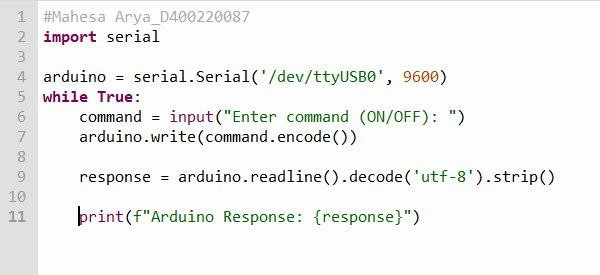 1 #Mahesa Arya_D400220087
2 import serial
3
4 arduino = serial.Serial('/dev/ttyUSB0', 9600)
5 while True:
6     command = input("Enter command (ON/OFF): ")
7     arduino.write(command.encode())
8
9     response = arduino.readline().decode('utf-8').strip()
10
11     print(f"Arduino Response: {response}")